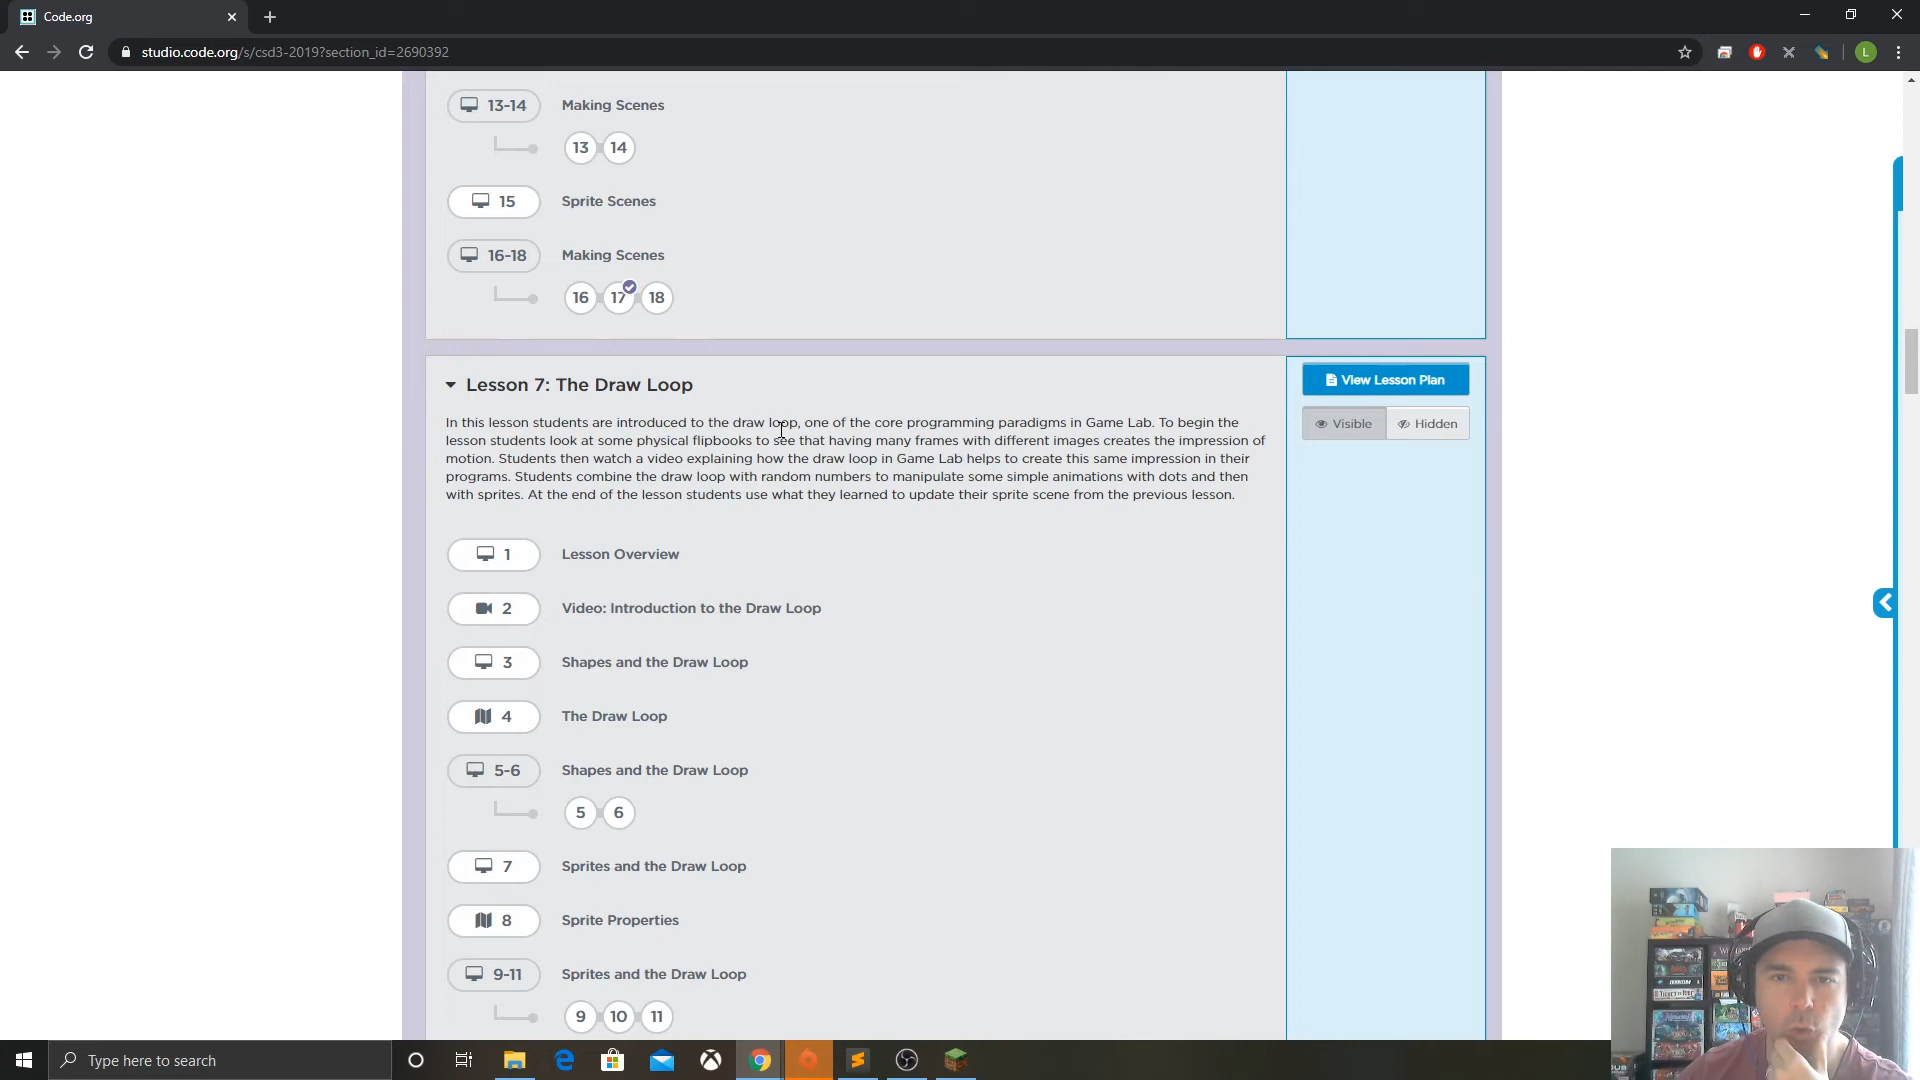 Code.org
studio.code.org/s/csd3-2019?section_id=2690392
L
13-14 Making Scenes
13 14
15 Sprite Scenes
16-18 Making Scenes
16 17 18
Lesson 7: The Draw Loop
View Lesson Plan
Visible Hidden
In this lesson students are introduced to the draw loop, one of the core programming paradigms in Game Lab. To begin the
lesson students look at some physical flipbooks to see that having many frames with different images creates the impression of
motion. Students then watch a video explaining how the draw loop in Game Lab helps to create this same impression in their
programs. Students combine the draw loop with random numbers to manipulate some simple animations with dots and then
with sprites. At the end of the lesson students use what they learned to update their sprite scene from the previous lesson.
1 Lesson Overview
2 Video: Introduction to the Draw Loop
3 Shapes and the Draw Loop
4 The Draw Loop
5-6 Shapes and the Draw Loop
5 6
7 Sprites and the Draw Loop
8 Sprite Properties
9-11 Sprites and the Draw Loop
9 10 11
Type here to search